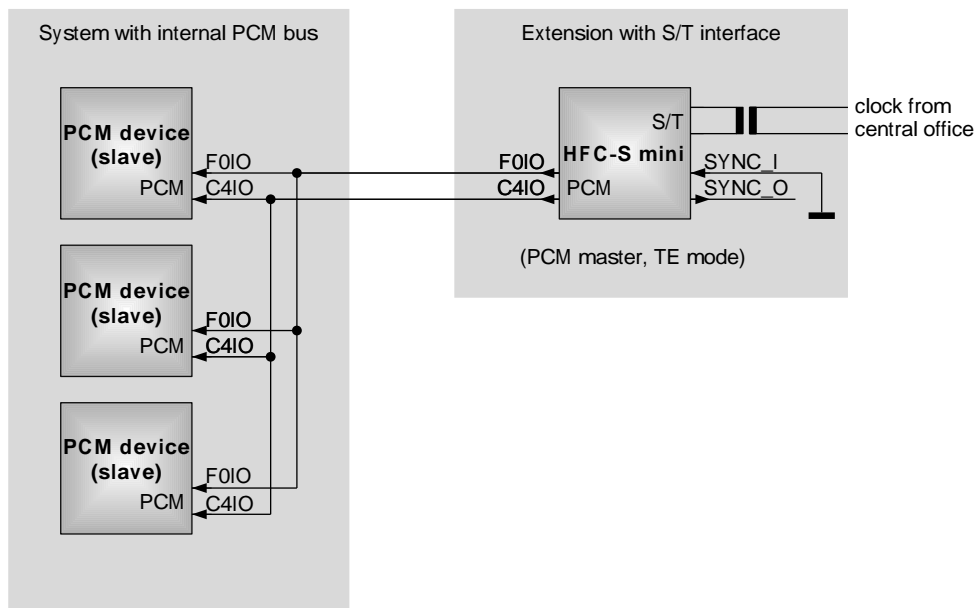 System with internal PCM bus
PCM device
(slave)
F0IO
PCM
C4IO
PCM device
(slave)
F0IO
PCM
C4IO
PCM device
(slave)
F0IO
PCM
C4IO
Extension with S/T interface
S/T
HFC-S mini
F0IO
C4IO
PCM
SYNC_I
SYNC_O
clock from
central office
(PCM master, TE mode)